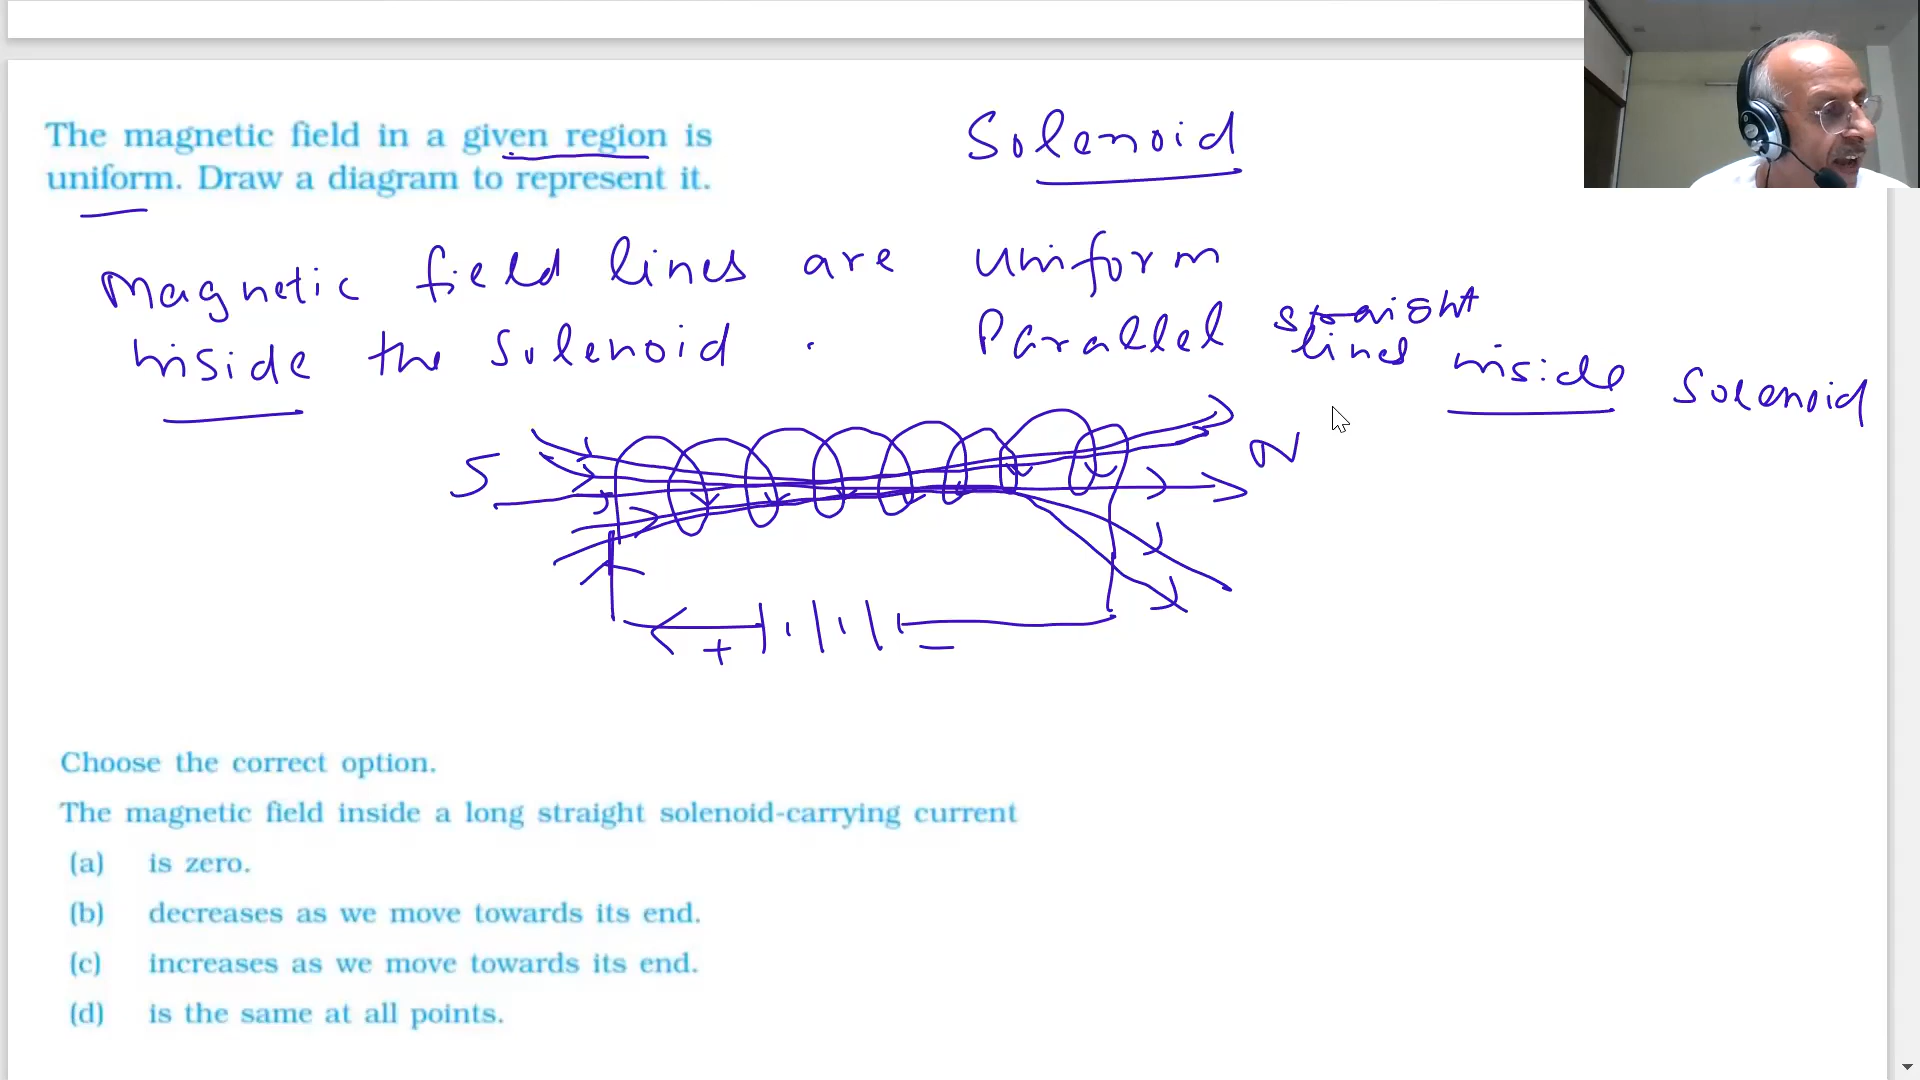 The magnetic field in a given region is
uniform. Draw a diagram to represent it.
Solenoid
Magnetic field lines are uniform
inside the solenoid. Parallel straight
lines inside solenoid
S
N
+ −
Choose the correct option.
The magnetic field inside a long straight solenoid-carrying current
(a) is zero.
(b) decreases as we move towards its end.
(c) increases as we move towards its end.
(d) is the same at all points.